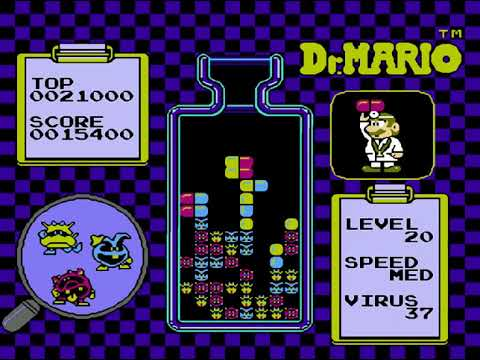 TM
Dr. MARIO
TOP
0021000
SCORE
0015400
LEVEL
20
SPEED
MED
VIRUS
37